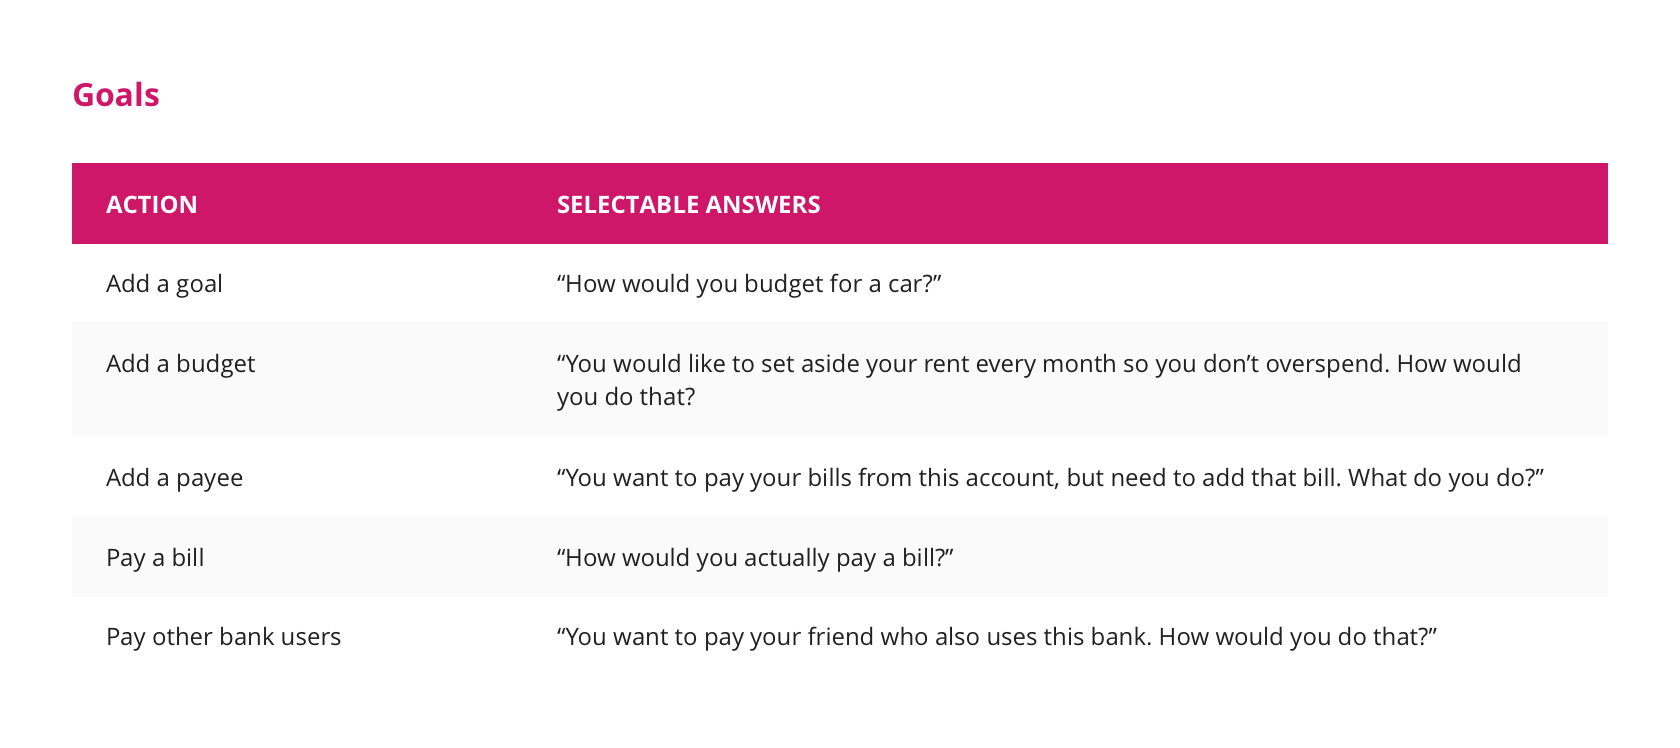 Goals
ACTION SELECTABLE ANSWERS
Add a goal “How would you budget for a car?”
Add a budget “You would like to set aside your rent every month so you don’t overspend. How would
you do that?
Add a payee “You want to pay your bills from this account, but need to add that bill. What do you do?”
Pay a bill “How would you actually pay a bill?”
Pay other bank users “You want to pay your friend who also uses this bank. How would you do that?”